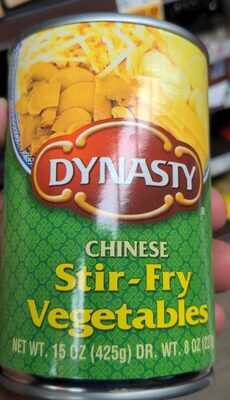 DYNASTY
®
CHINESE
Stir-Fry
Vegetables
NET WT. 15 OZ (425g) DR. WT. 8 OZ